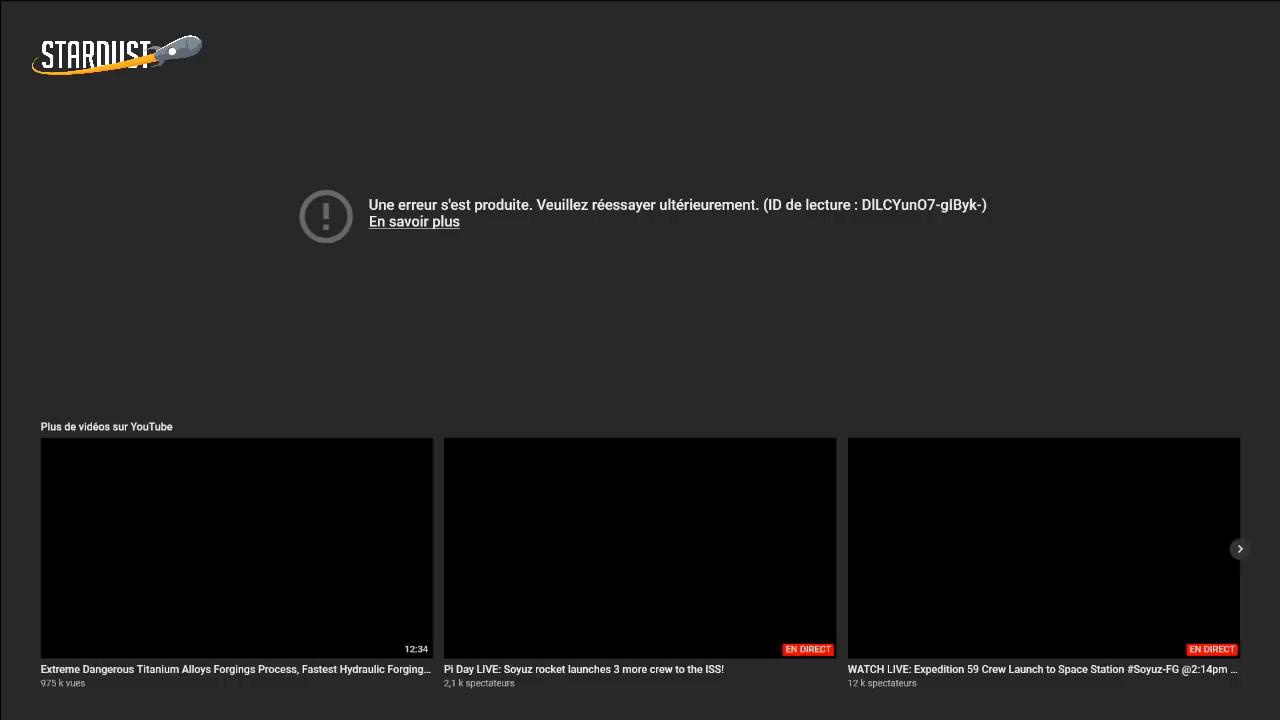 STARDUST
Une erreur s'est produite. Veuillez réessayer ultérieurement. (ID de lecture : DlLCYunO7-gIByk-)
En savoir plus
Plus de vidéos sur YouTube
12:34
EN DIRECT
EN DIRECT
Extreme Dangerous Titanium Alloys Forgings Process, Fastest Hydraulic Forging...
Pi Day LIVE: Soyuz rocket launches 3 more crew to the ISS!
WATCH LIVE: Expedition 59 Crew Launch to Space Station #Soyuz-FG @2:14pm ...
975 k vues
2,1 k spectateurs
12 k spectateurs